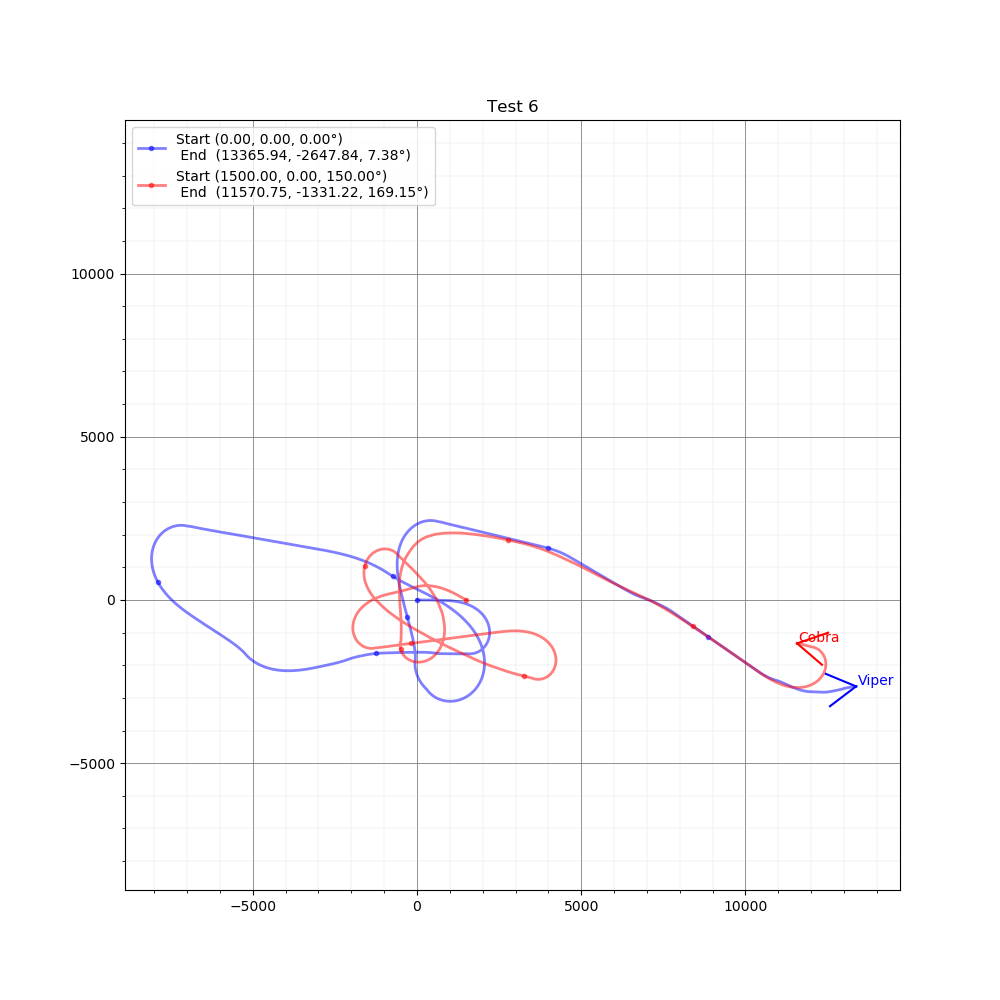 Test 6
Start (0.00, 0.00, 0.00°)
End (13365.94, -2647.84, 7.38°)
Start (1500.00, 0.00, 150.00°)
End (11570.75, -1331.22, 169.15°)
10000
5000
0
Cobra
Viper
−5000
−5000
0
5000
10000